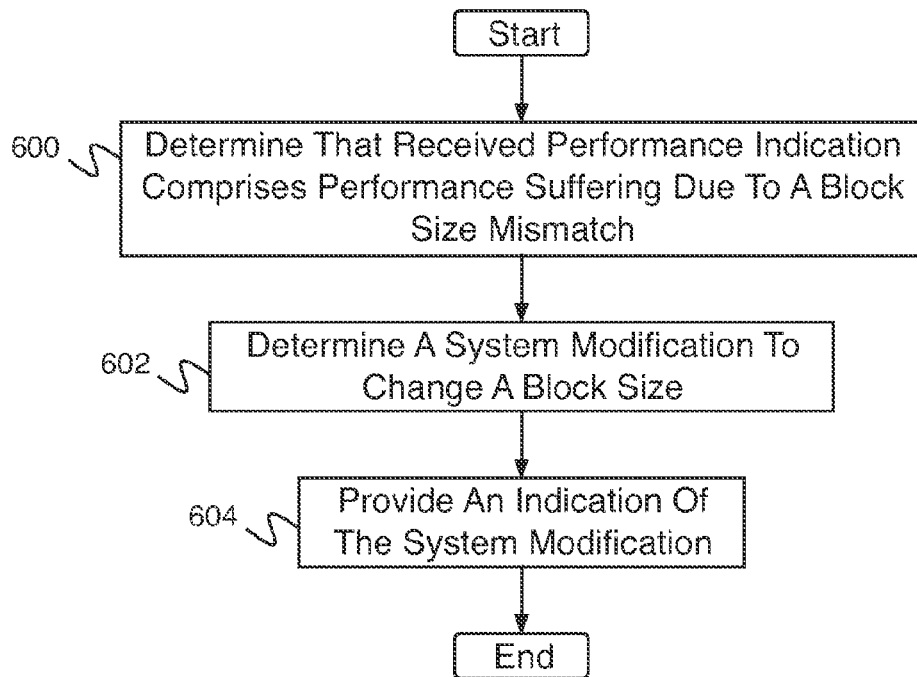 Start
600
Determine That Received Performance Indication
Comprises Performance Suffering Due To A Block
Size Mismatch
602
Determine A System Modification To
Change A Block Size
604
Provide An Indication Of
The System Modification
End